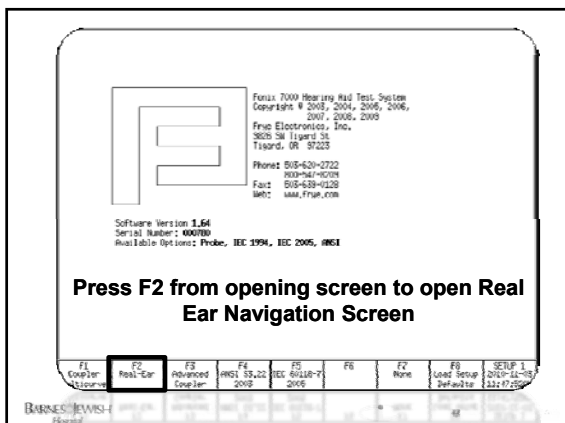 Fonix 7000 Hearing Aid Test System
Copyright © 2003, 2004, 2005, 2006,
2007, 2008, 2009
Frye Electronics, Inc.
9826 SW Tigard St
Tigard, OR 97223
Phone: 503-620-2722
800-547-8209
Fax: 503-639-0128
Web: www.frye.com
Software Version 1.64
Serial Number: 000780
Available Options: Probe, IEC 1994, IEC 2005, ANSI
Press F2 from opening screen to open Real
Ear Navigation Screen
F1 F2 F3 F4 F5 F6 F7 F8 SETUP 1
Coupler Real-Ear Advanced ANSI S3.22 IEC 60118-7 None Load Setup
Coupler 2003 2005 Defaults
BARNES JEWISH
Hospital